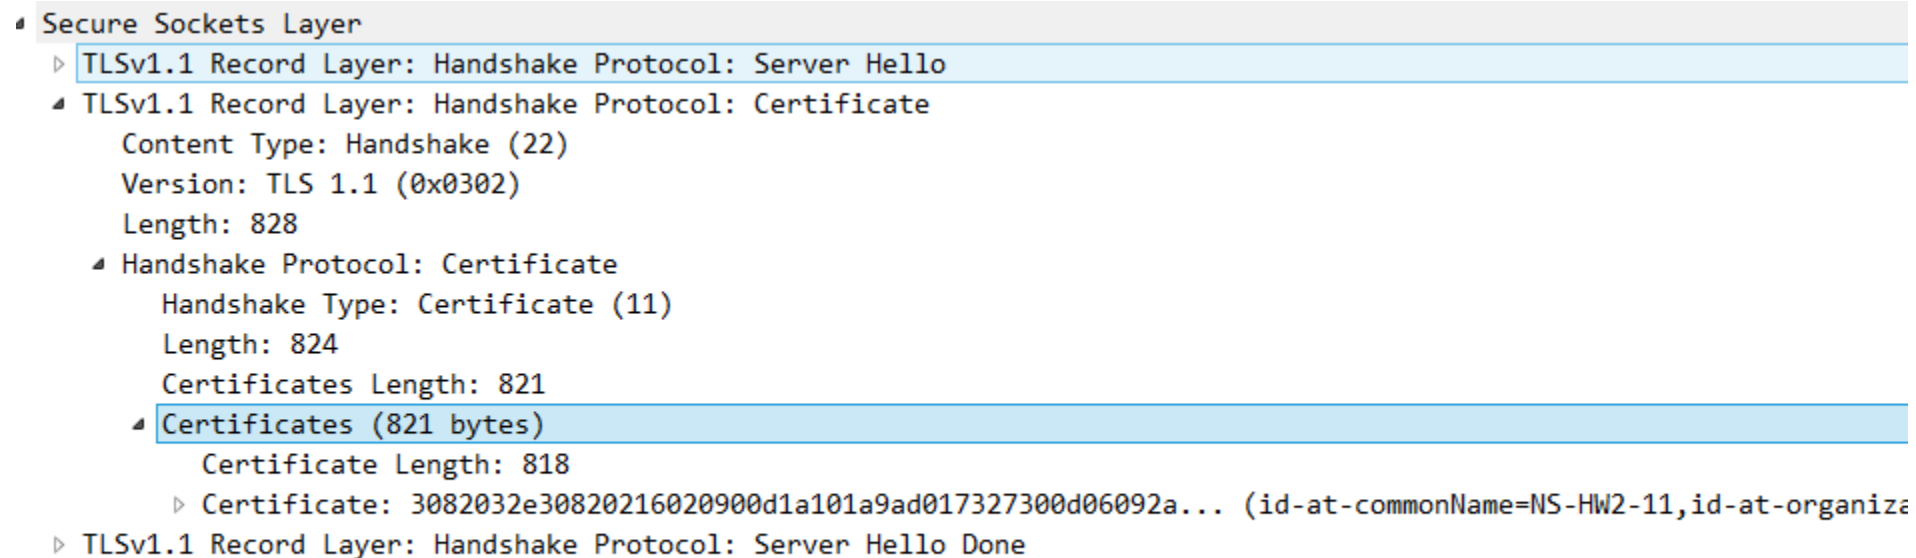 Secure Sockets Layer
TLSv1.1 Record Layer: Handshake Protocol: Server Hello
TLSv1.1 Record Layer: Handshake Protocol: Certificate
Content Type: Handshake (22)
Version: TLS 1.1 (0x0302)
Length: 828
Handshake Protocol: Certificate
Handshake Type: Certificate (11)
Length: 824
Certificates Length: 821
Certificates (821 bytes)
Certificate Length: 818
Certificate: 3082032e30820216020900d1a101a9ad017327300d06092a... (id-at-commonName=NS-HW2-11,id-at-organiza
TLSv1.1 Record Layer: Handshake Protocol: Server Hello Done